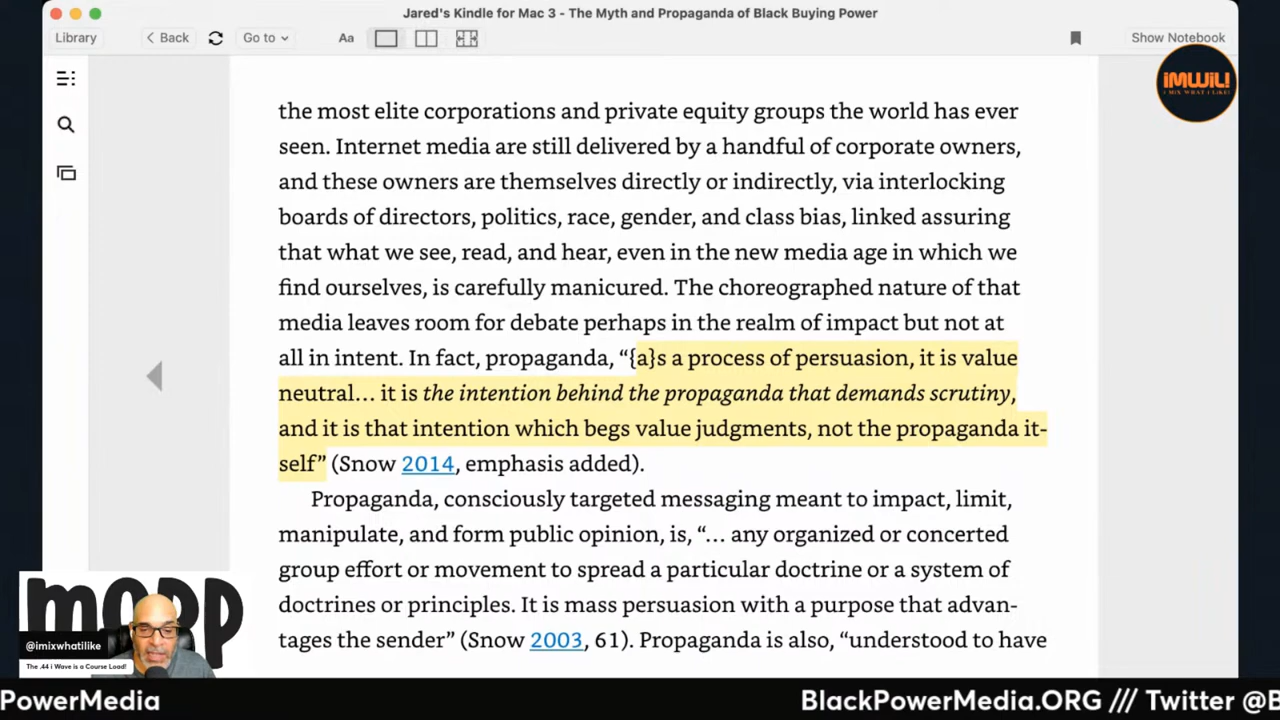 Jared's Kindle for Mac 3 - The Myth and Propaganda of Black Buying Power
Library
Back
Go to
Aa
Show Notebook
iMWiL!
I MIX WHAT I LIKE!
the most elite corporations and private equity groups the world has ever
seen. Internet media are still delivered by a handful of corporate owners,
and these owners are themselves directly or indirectly, via interlocking
boards of directors, politics, race, gender, and class bias, linked assuring
that what we see, read, and hear, even in the new media age in which we
find ourselves, is carefully manicured. The choreographed nature of that
media leaves room for debate perhaps in the realm of impact but not at
all in intent. In fact, propaganda, “{a}s a process of persuasion, it is value
neutral… it is the intention behind the propaganda that demands scrutiny,
and it is that intention which begs value judgments, not the propaganda it-
self” (Snow 2014, emphasis added).
Propaganda, consciously targeted messaging meant to impact, limit,
manipulate, and form public opinion, is, “… any organized or concerted
group effort or movement to spread a particular doctrine or a system of
doctrines or principles. It is mass persuasion with a purpose that advan-
tages the sender” (Snow 2003, 61). Propaganda is also, “understood to have
@imixwhatilike
The .44 i Wave is a Course Load!
PowerMedia
BlackPowerMedia.ORG /// Twitter @B